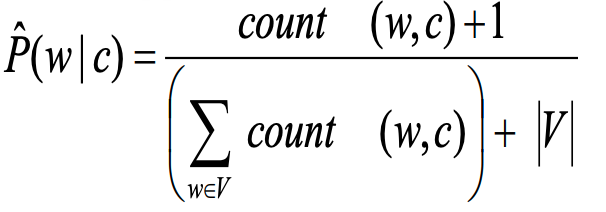 P̂(w|c) = count (w,c)+1 / (∑w∈V count (w,c)) + |V|